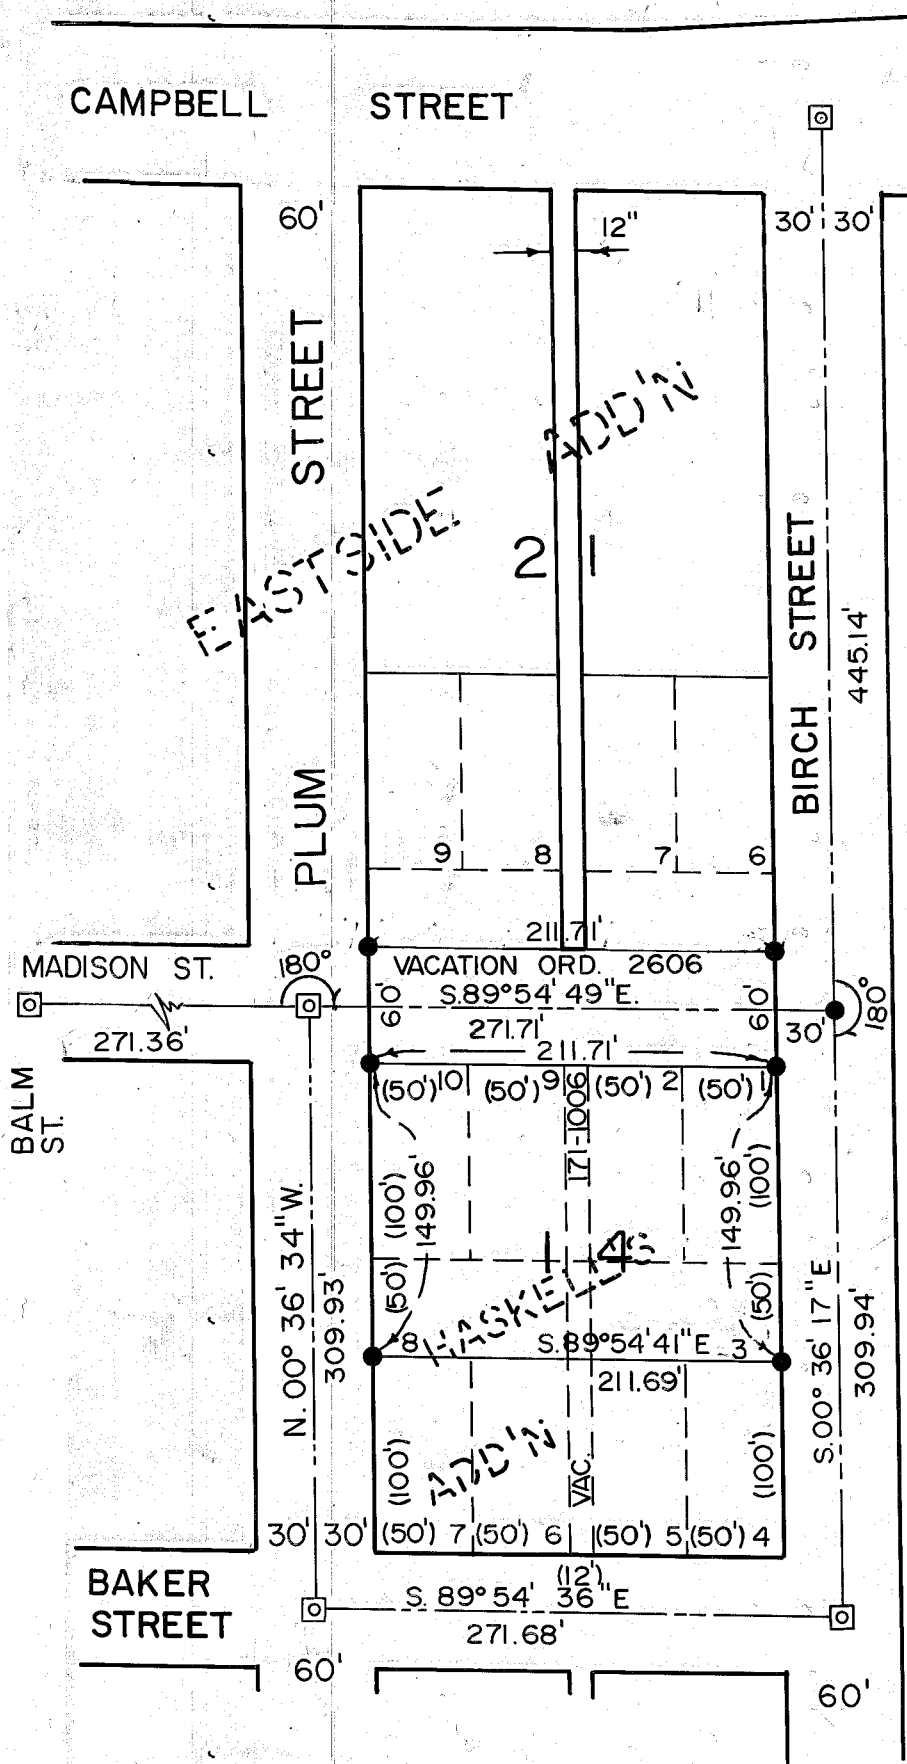 CAMPBELL STREET
60'
30' 30'
12"
STREET
ADD'N
EASTSIDE
2 1
STREET
445.14'
BIRCH
PLUM
9 8 7 6
211.71'
MADISON ST.
180°
VACATION ORD. 2606
S.89°54' 49"E.
60'
60'
180°
271.36'
271.71'
30'
211.71'
BALM
ST.
(50') 10 (50') 9 (50') 2 (50') 1
171-1006
(100')
149.96'
149.96'
(100')
N. 00° 36' 34" W.
309.93'
(50')
14
(50')
S.00° 36' 17" E
309.94'
HASKELL'S
8 S.89°54'41"E 3
211.69'
ADD'N
(100')
VAC.
(100')
30' 30' (50') 7 (50') 6 (50') 5 (50') 4
(12')
BAKER
STREET
S. 89° 54' 36"E
271.68'
60'
60'